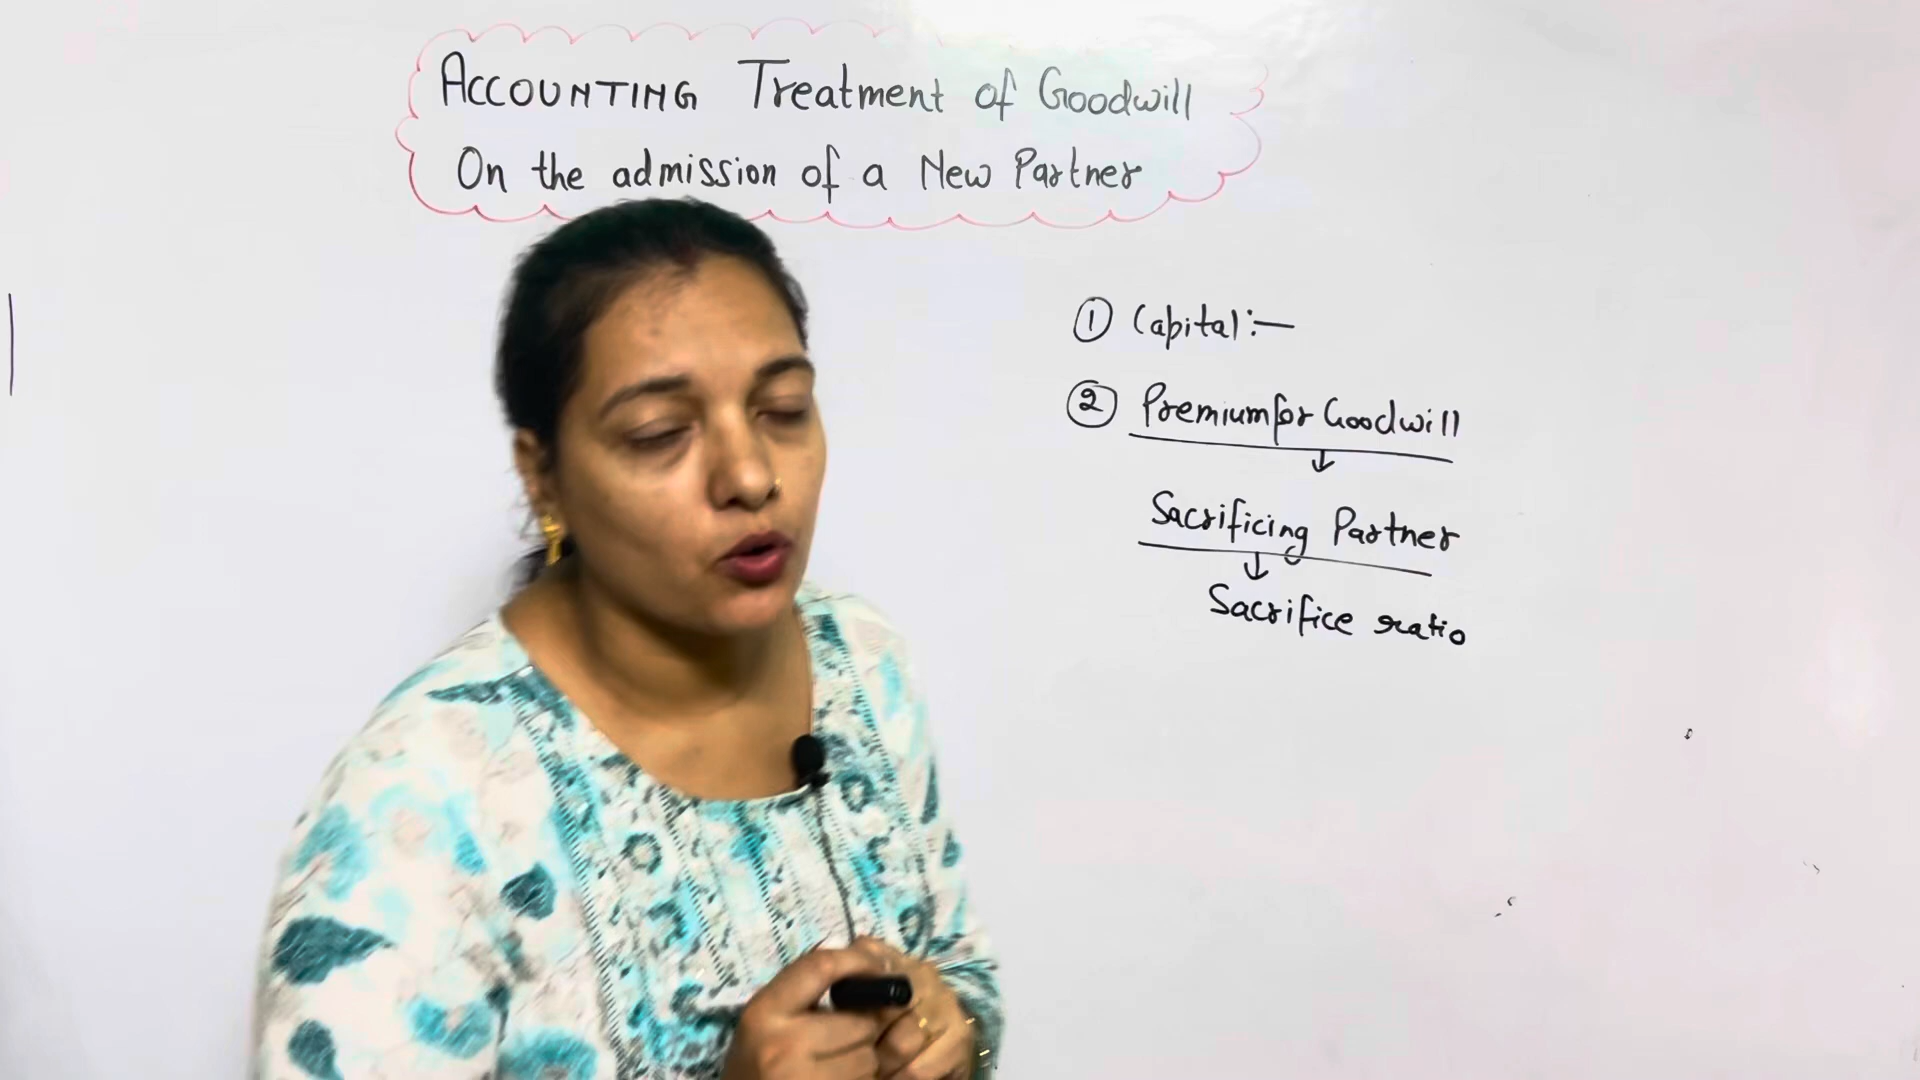 ACCOUNTING Treatment of Goodwill
On the admission of a New Partner
① Capital:—
② Premium for Goodwill
↓
Sacrificing Partner
↓
Sacrifice ratio